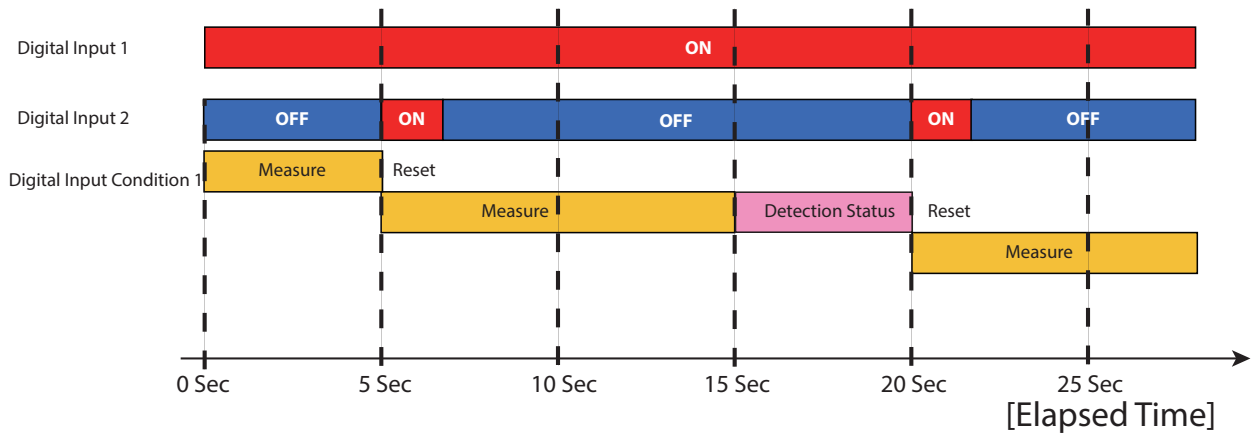 Digital Input 1
ON
Digital Input 2
OFF
ON
OFF
ON
OFF
Digital Input Condition 1
Measure
Reset
Measure
Detection Status
Reset
Measure
0 Sec
5 Sec
10 Sec
15 Sec
20 Sec
25 Sec
[Elapsed Time]